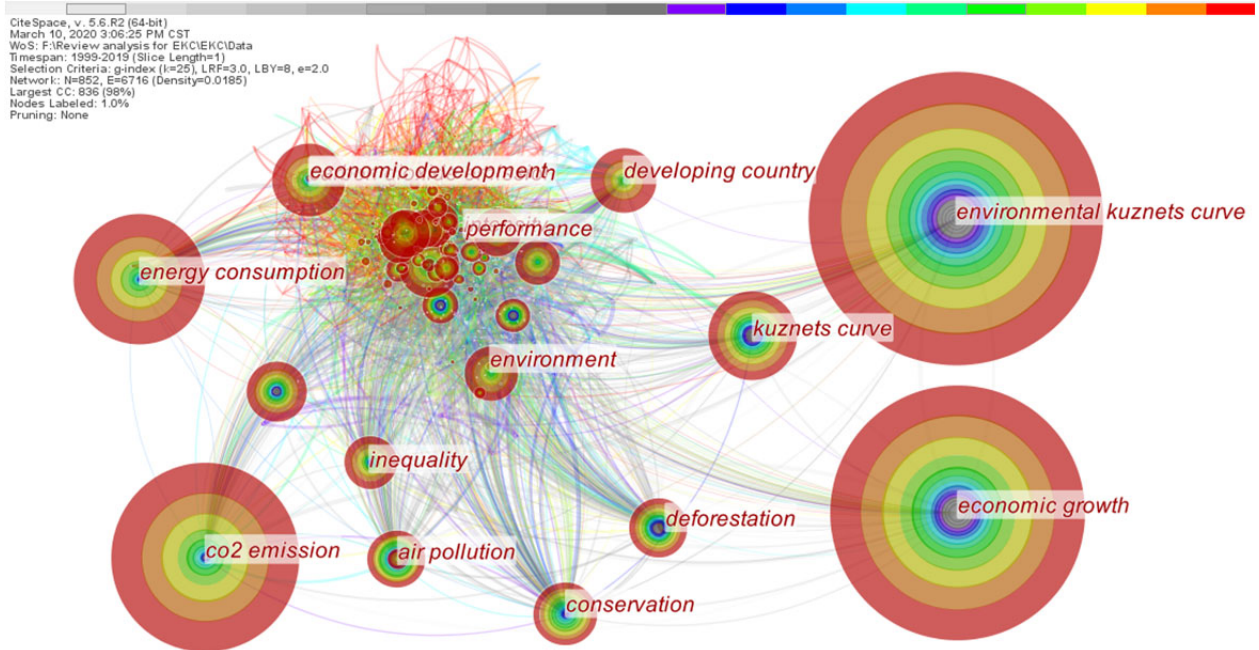 CiteSpace, v. 5.6.R2 (64-bit)
March 10, 2020 3:06:25 PM CST
WoS: F:\Review analysis for EKC\EKC\Data
Timespan: 1999-2019 (Slice Length=1)
Selection Criteria: g-index (k=25), LRF=3.0, LBY=8, e=2.0
Network: N=852, E=6716 (Density=0.0185)
Largest CC: 836 (98%)
Nodes Labeled: 1.0%
Pruning: None
economic development
developing country
environmental kuznets curve
performance
energy consumption
kuznets curve
environment
inequality
economic growth
deforestation
co2 emission
air pollution
conservation